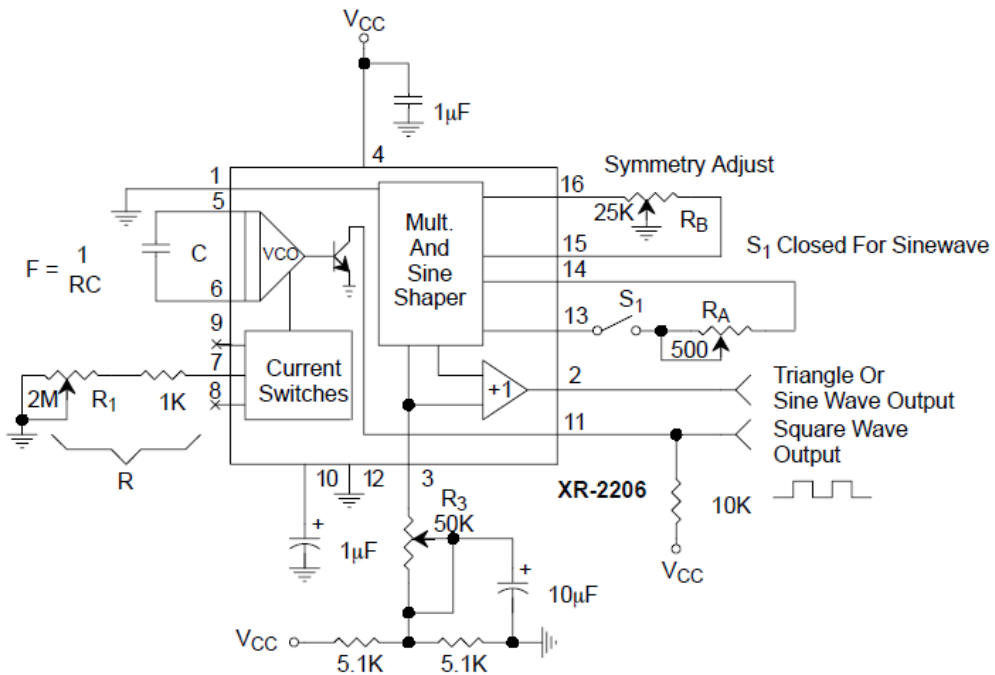 VCC
1μF
4
1
16
Symmetry Adjust
5
25K
RB
Mult.
And
Sine
Shaper
15
S1 Closed For Sinewave
F = 1
RC
C
VCO
14
6
13
S1
RA
500
9
7
8
Current
Switches
2M
R1
1K
+1
2
Triangle Or
Sine Wave Output
11
Square Wave
Output
R
10
12
3
XR-2206
10K
R3
50K
+
1μF
+
10μF
VCC
VCC
5.1K
5.1K